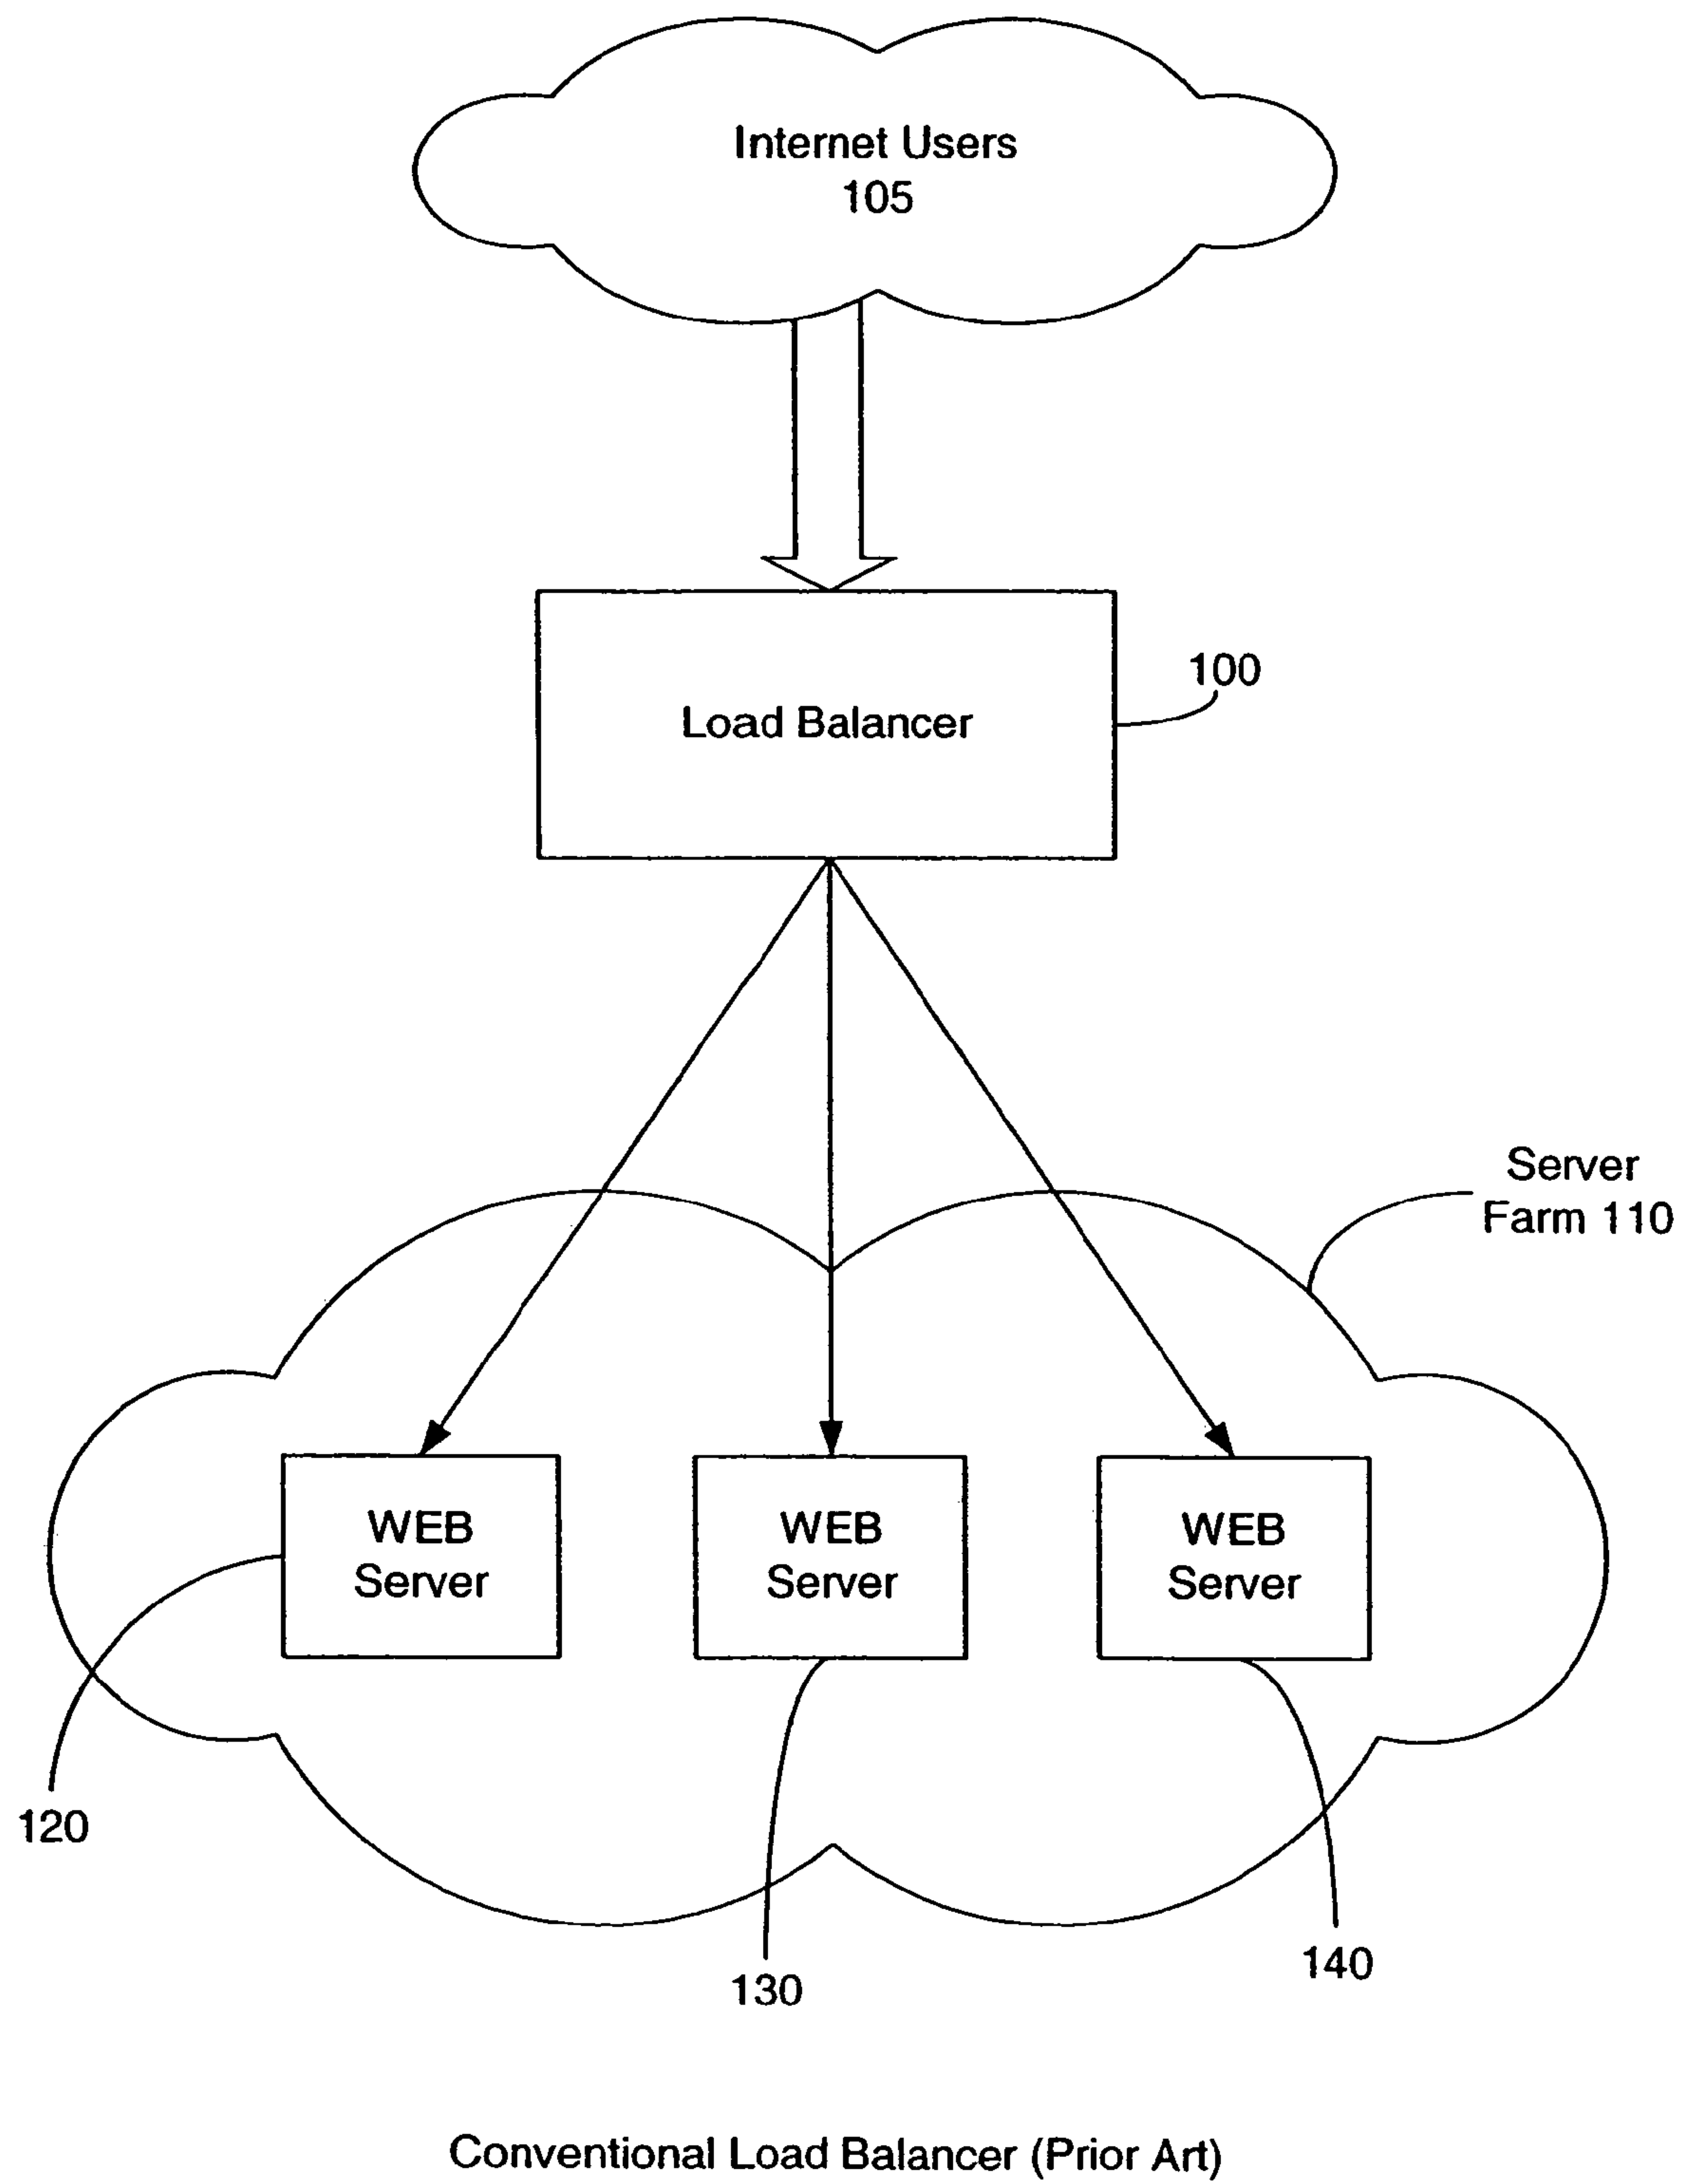 Internet Users
105
100
Load Balancer
Server
Farm 110
WEB
Server
WEB
Server
WEB
Server
120
130
140
Conventional Load Balancer (Prior Art)